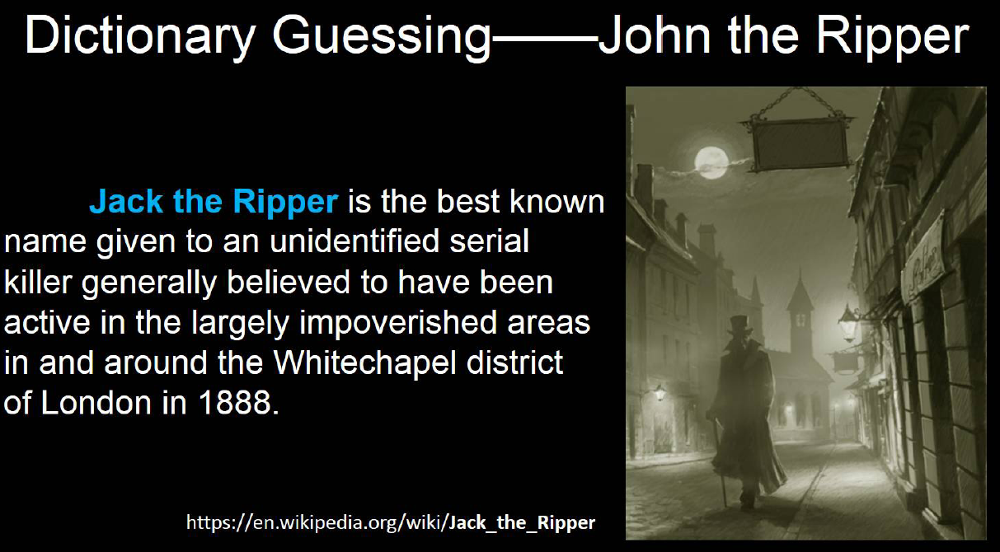 Dictionary Guessing——John the Ripper
Jack the Ripper is the best known
name given to an unidentified serial
killer generally believed to have been
active in the largely impoverished areas
in and around the Whitechapel district
of London in 1888.
https://en.wikipedia.org/wiki/Jack_the_Ripper